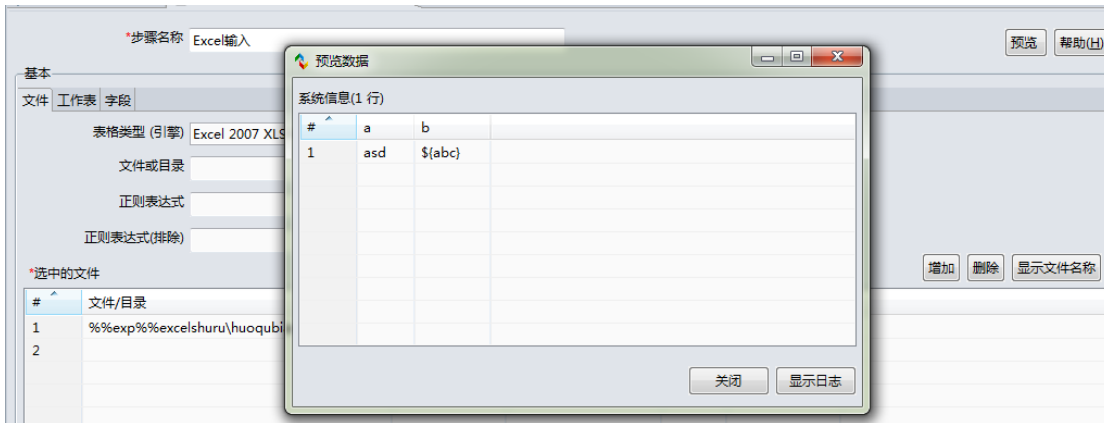 *步骤名称 Excel输入 预览 帮助(H)
预览数据
基本
系统信息(1 行)
文件 工作表 字段
# a b
表格类型 (引擎) Excel 2007 XLS
1 asd ${abc}
文件或目录
正则表达式
正则表达式(排除)
*选中的文件 增加 删除 显示文件名称
# 文件/目录
1 %%exp%%excelshuru\huoqubi
2
关闭 显示日志